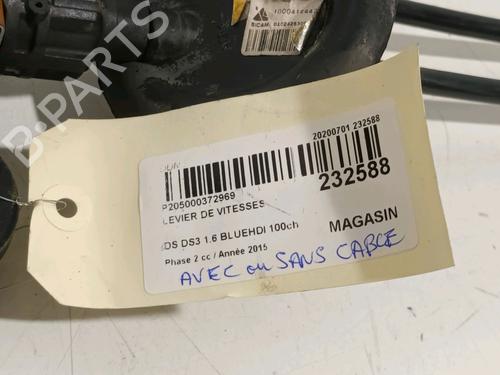 20200701 232588
P205000372969
232588
LEVIER DE VITESSES
DS DS3 1.6 BLUEHDI 100ch
MAGASIN
Phase 2 cc / Année 2015
AVEC ou SANS CABLE
B-PARTS